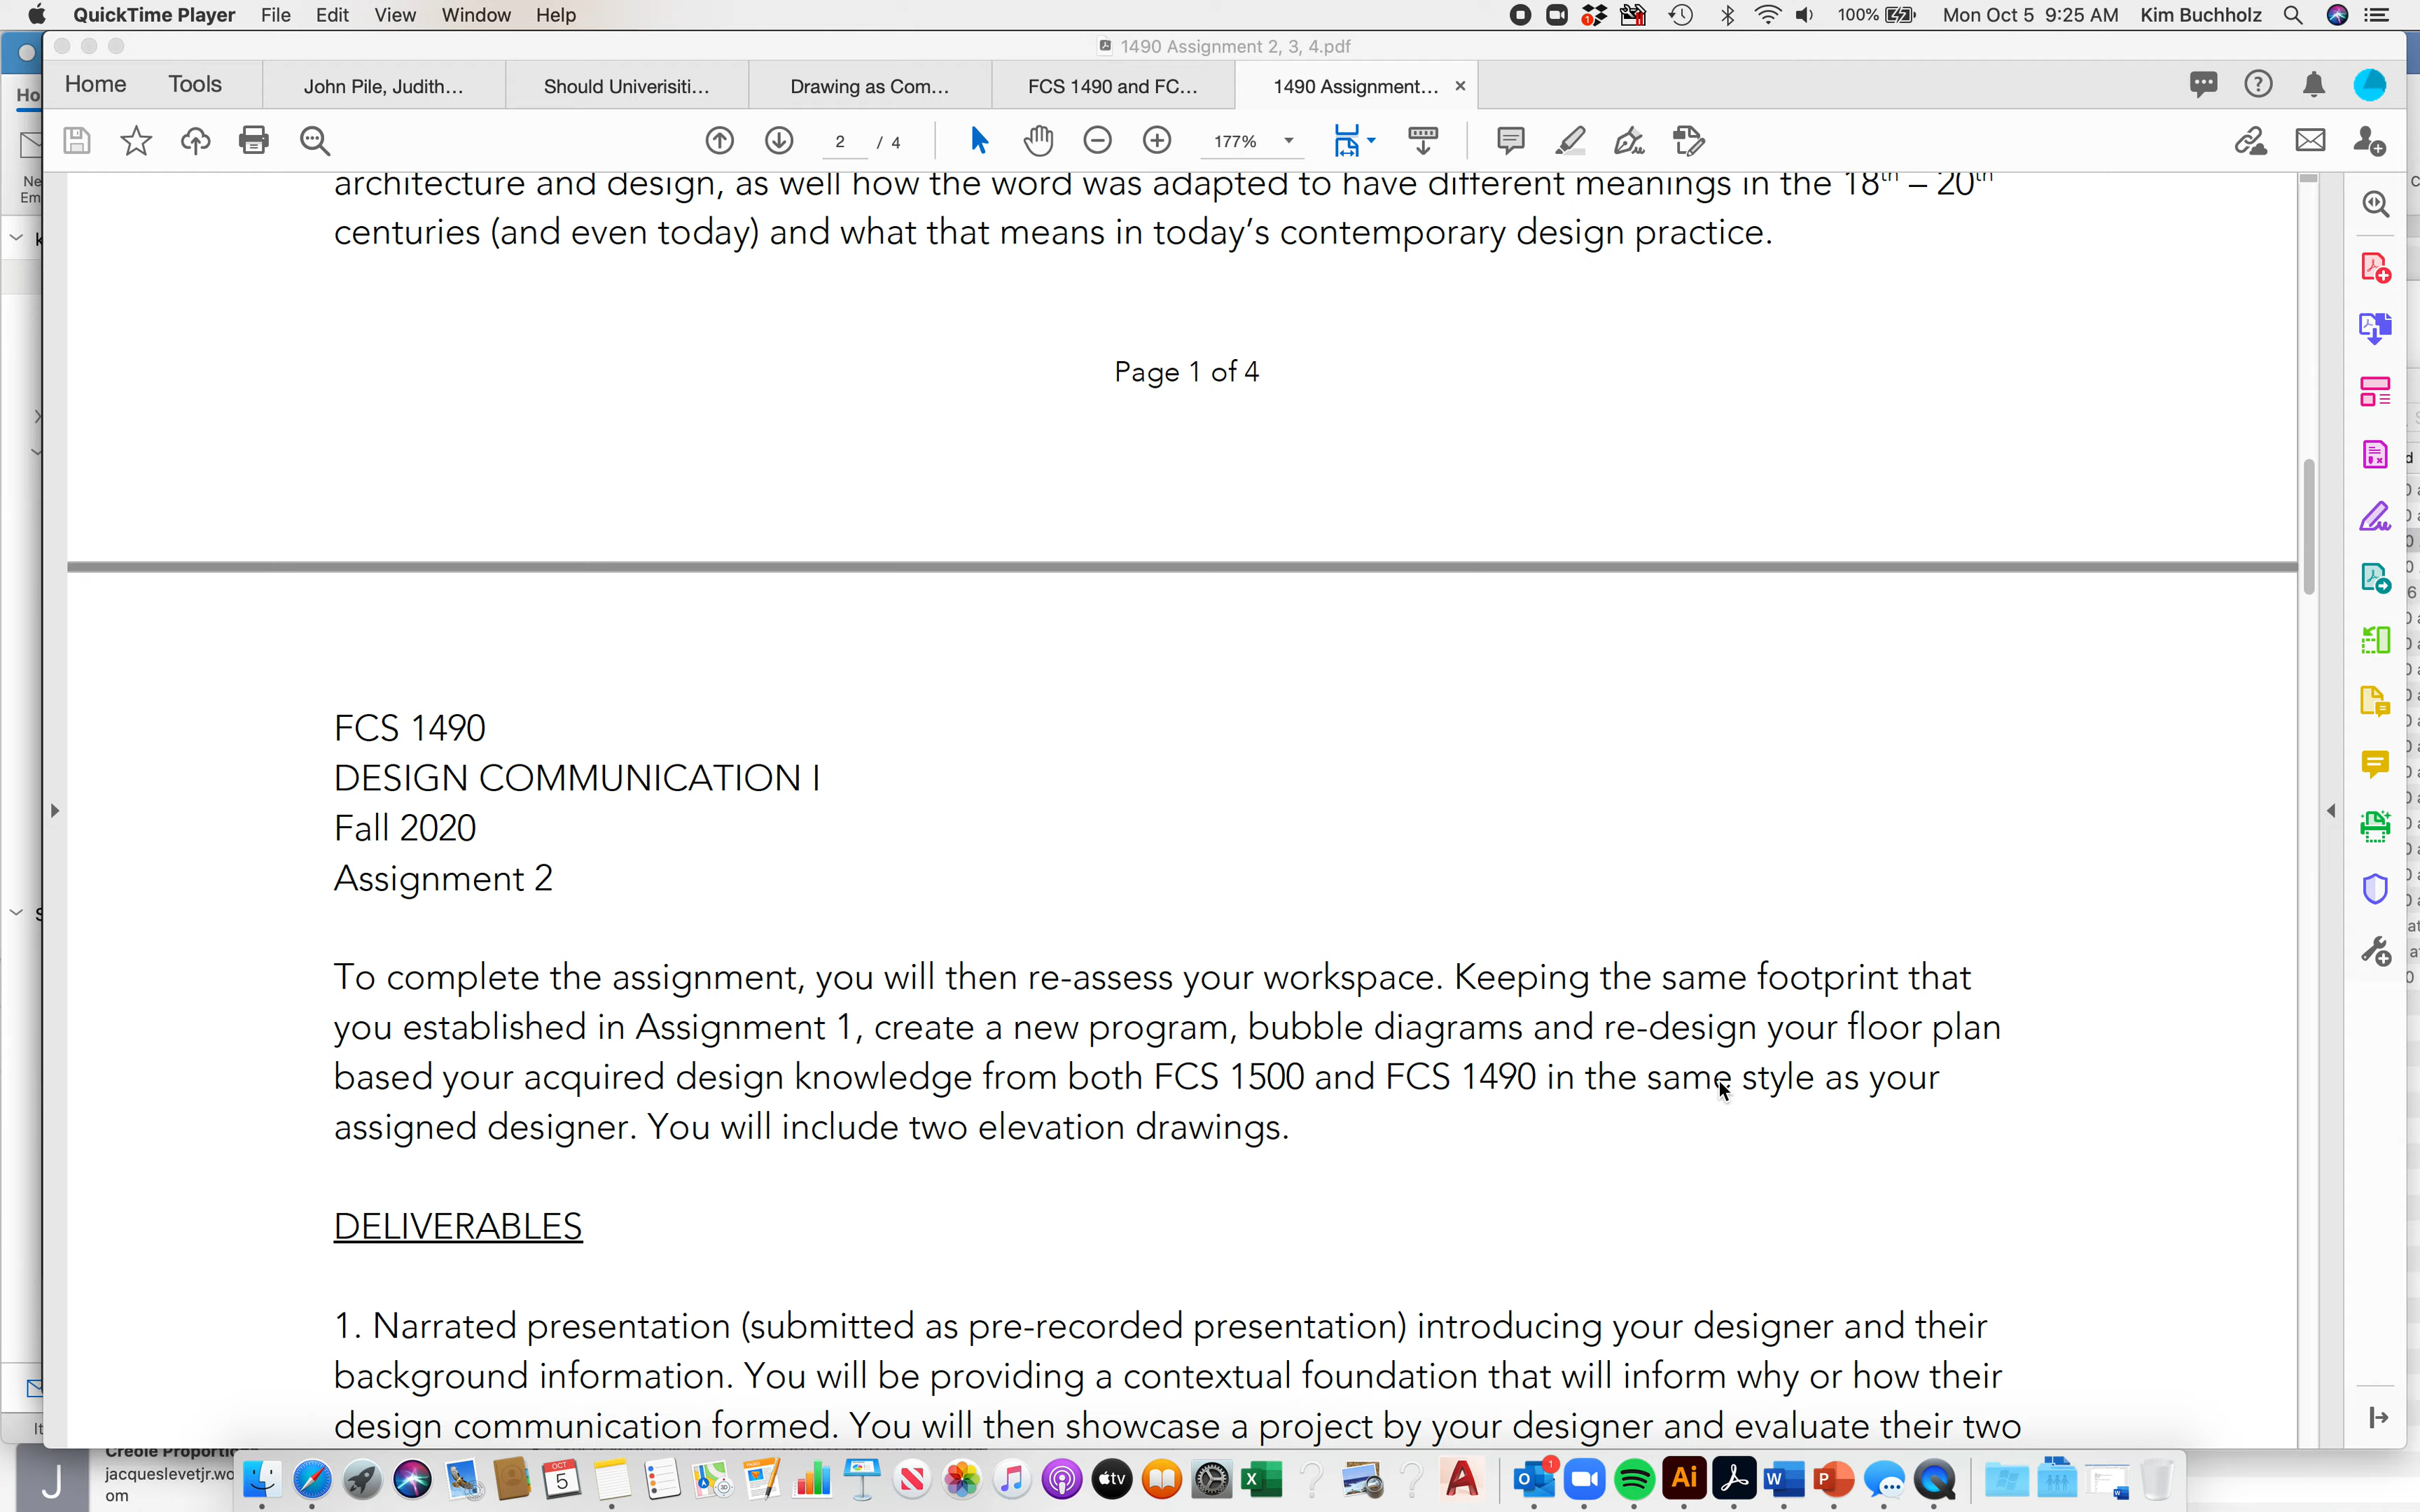 QuickTime Player File Edit View Window Help 100% Mon Oct 5 9:25 AM Kim Buchholz
1490 Assignment 2, 3, 4.pdf
Home Tools John Pile, Judith... Should Univerisiti... Drawing as Com... FCS 1490 and FC... 1490 Assignment... ×
2 / 4 177%
architecture and design, as well how the word was adapted to have different meanings in the 18th – 20th
centuries (and even today) and what that means in today's contemporary design practice.
Page 1 of 4
FCS 1490
DESIGN COMMUNICATION I
Fall 2020
Assignment 2
To complete the assignment, you will then re-assess your workspace. Keeping the same footprint that
you established in Assignment 1, create a new program, bubble diagrams and re-design your floor plan
based your acquired design knowledge from both FCS 1500 and FCS 1490 in the same style as your
assigned designer. You will include two elevation drawings.
DELIVERABLES
1. Narrated presentation (submitted as pre-recorded presentation) introducing your designer and their
background information. You will be providing a contextual foundation that will inform why or how their
design communication formed. You will then showcase a project by your designer and evaluate their two
J
jacqueslevetjr.wo
om
OCT
5
tv
Ai